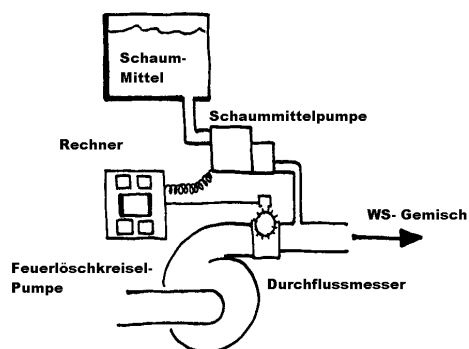 Schaum-
Mittel
Schaummittelpumpe
Rechner
WS- Gemisch
Feuerlöschkreisel-
Pumpe
Durchflussmesser